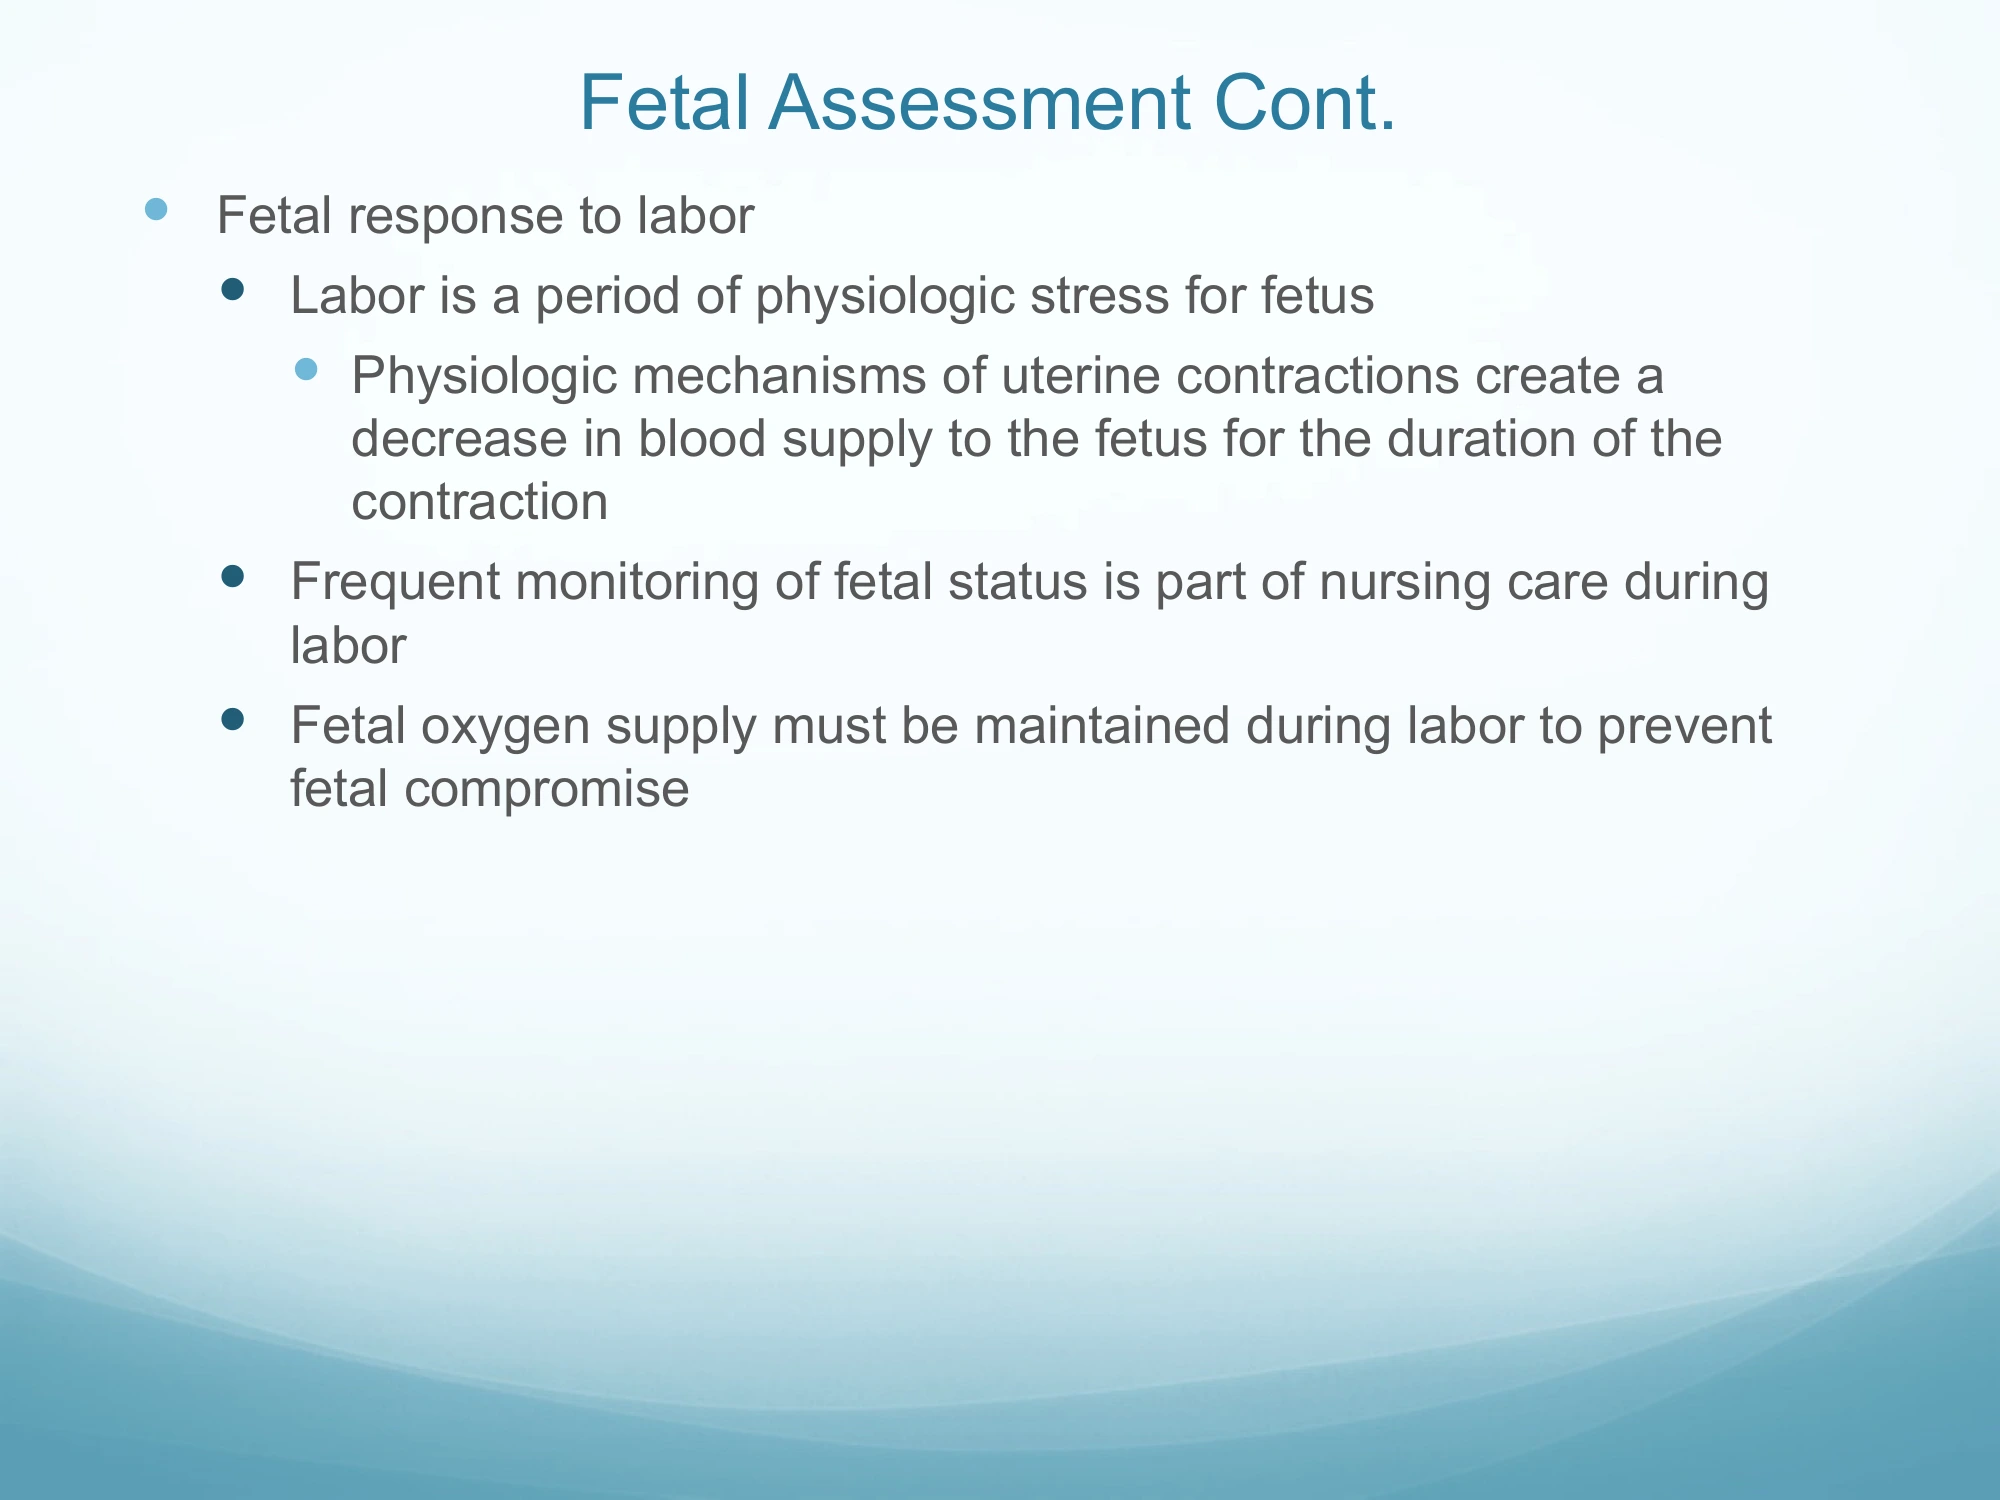 Fetal Assessment Cont.
• Fetal response to labor
• Labor is a period of physiologic stress for fetus
• Physiologic mechanisms of uterine contractions create a
decrease in blood supply to the fetus for the duration of the
contraction
• Frequent monitoring of fetal status is part of nursing care during
labor
• Fetal oxygen supply must be maintained during labor to prevent
fetal compromise